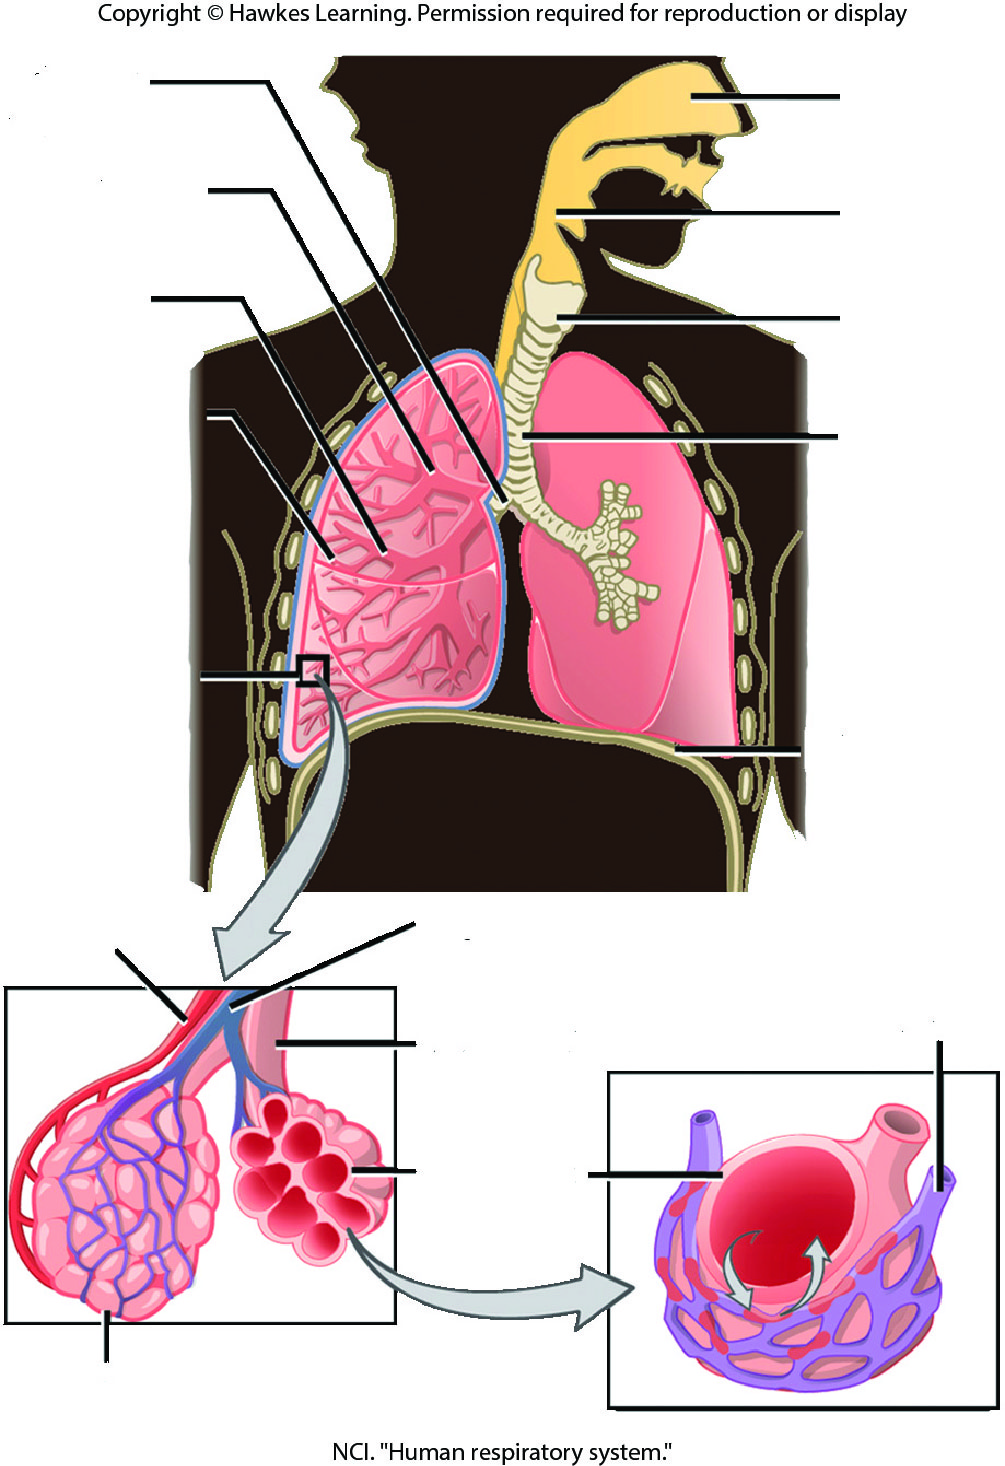 Copyright © Hawkes Learning. Permission required for reproduction or display
NCI. "Human respiratory system."